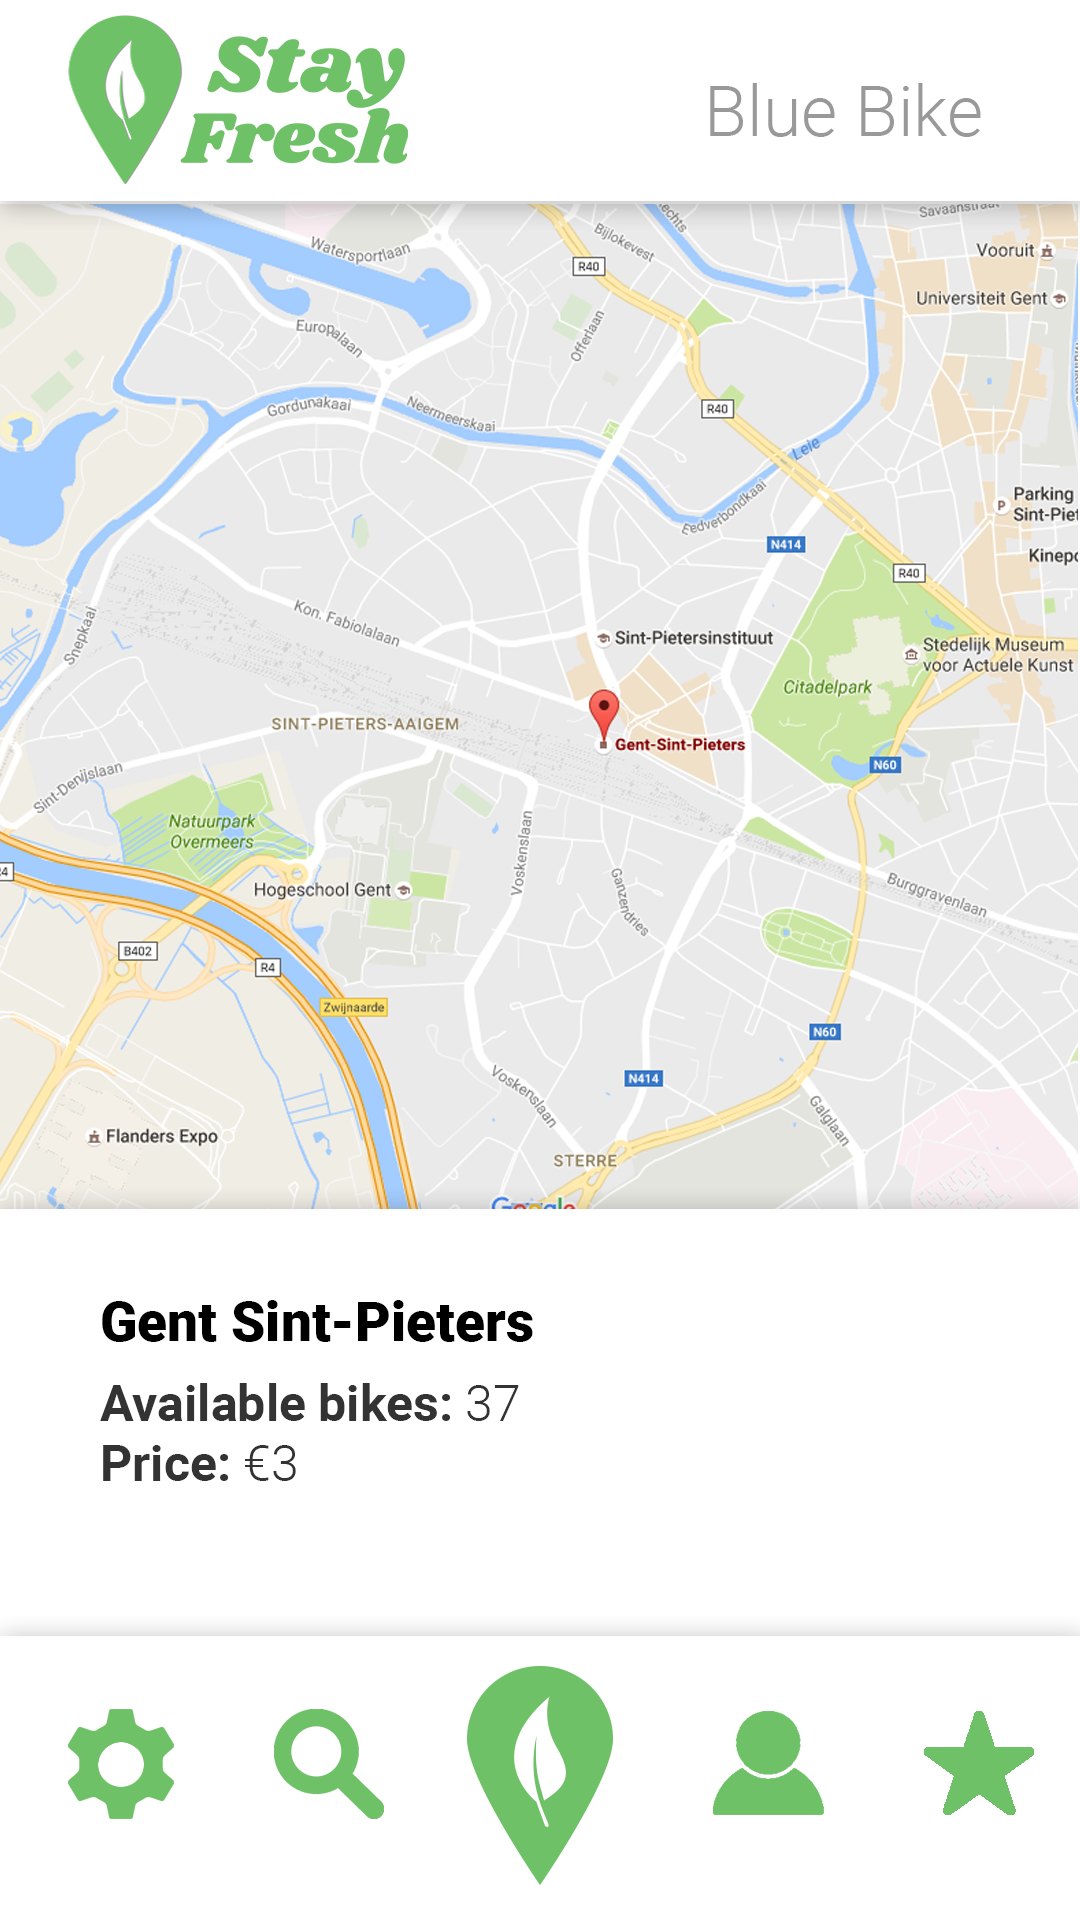 Stay
Fresh
Blue Bike
Savaanstraat
Watersportlaan
Bijlokevest
Vooruit
R40
Universiteit Gent
Europalaan
Offerlaan
Gordunakaai
Neermeerskaai
R40
Leie
Parking
Sint-Piet
Eedverbondkaai
N414
Kinepo
R40
Snepkaai
Kon. Fabiolalaan
Sint-Pietersinstituut
Stedelijk Museum
voor Actuele Kunst
Citadelpark
SINT-PIETERS-AAIGEM
Gent-Sint-Pieters
N60
Sint-Denijslaan
Natuurpark
Overmeers
Voskenslaan
R4
Hogeschool Gent
Ganzendries
Burggravenlaan
B402
R4
Zwijnaarde
N60
N414
Voskenslaan
Galglaan
Flanders Expo
STERRE
Google
Gent Sint-Pieters
Available bikes: 37
Price: €3